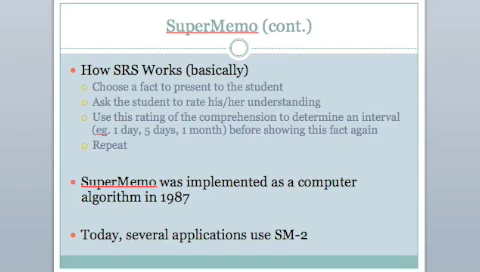 SuperMemo (cont.)
How SRS Works (basically)
Choose a fact to present to the student
Ask the student to rate his/her understanding
Use this rating of the comprehension to determine an interval
(eg. 1 day, 5 days, 1 month) before showing this fact again
Repeat
SuperMemo was implemented as a computer
algorithm in 1987
Today, several applications use SM-2